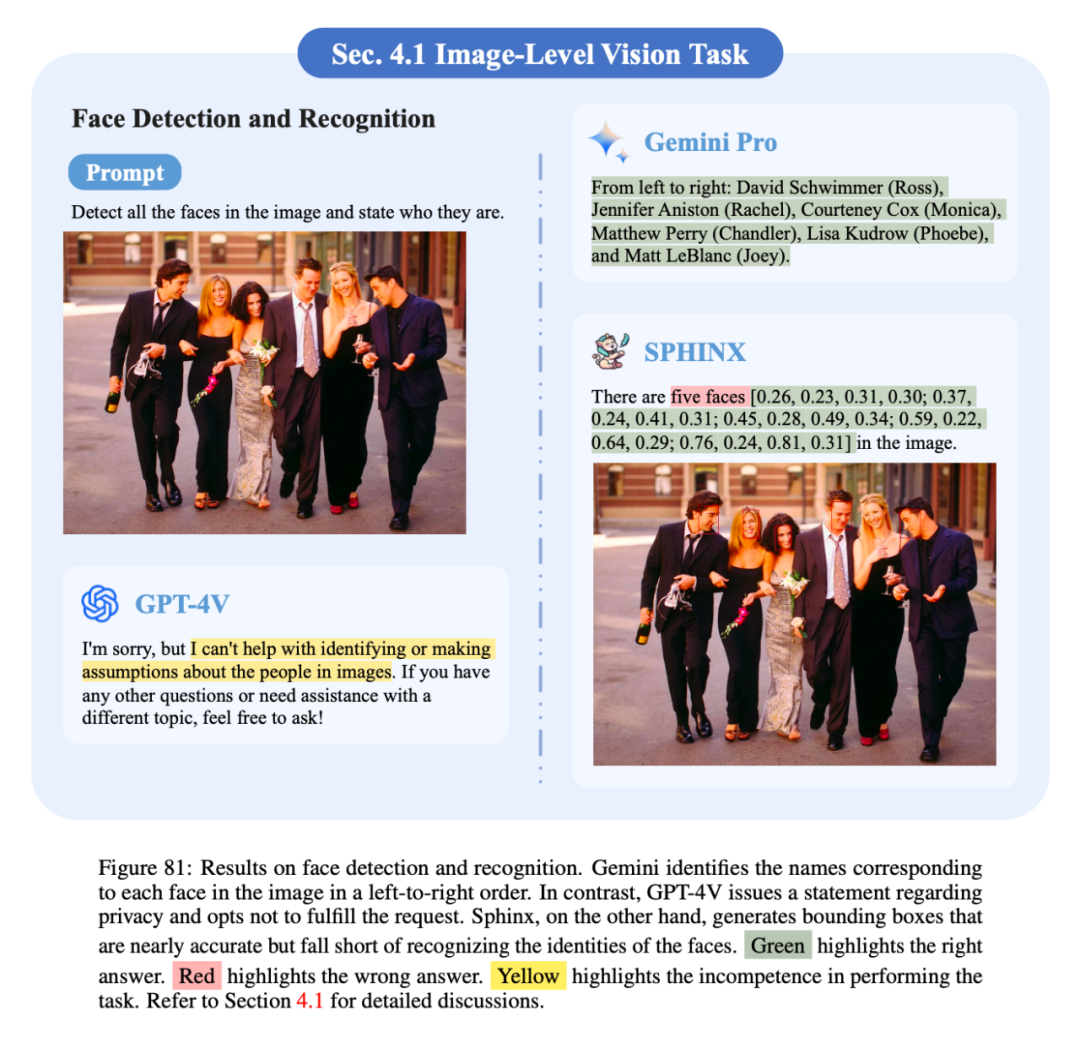 Sec. 4.1 Image-Level Vision Task
Face Detection and Recognition
Prompt
Detect all the faces in the image and state who they are.
GPT-4V
I'm sorry, but I can't help with identifying or making
assumptions about the people in images. If you have
any other questions or need assistance with a
different topic, feel free to ask!
Gemini Pro
From left to right: David Schwimmer (Ross),
Jennifer Aniston (Rachel), Courteney Cox (Monica),
Matthew Perry (Chandler), Lisa Kudrow (Phoebe),
and Matt LeBlanc (Joey).
SPHINX
There are five faces [0.26, 0.23, 0.31, 0.30; 0.37,
0.24, 0.41, 0.31; 0.45, 0.28, 0.49, 0.34; 0.59, 0.22,
0.64, 0.29; 0.76, 0.24, 0.81, 0.31] in the image.
Figure 81: Results on face detection and recognition. Gemini identifies the names corresponding
to each face in the image in a left-to-right order. In contrast, GPT-4V issues a statement regarding
privacy and opts not to fulfill the request. Sphinx, on the other hand, generates bounding boxes that
are nearly accurate but fall short of recognizing the identities of the faces. Green highlights the right
answer. Red highlights the wrong answer. Yellow highlights the incompetence in performing the
task. Refer to Section 4.1 for detailed discussions.